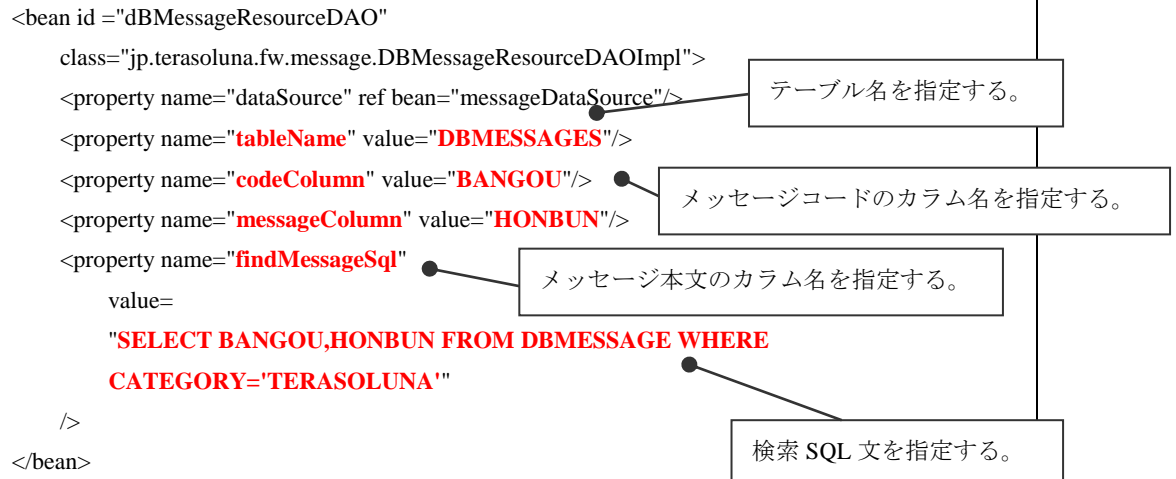 <bean id ="dBMessageResourceDAO"
class="jp.terasoluna.fw.message.DBMessageResourceDAOImpl">
<property name="dataSource" ref bean="messageDataSource"/>
テーブル名を指定する。
<property name="tableName" value="DBMESSAGES"/>
<property name="codeColumn" value="BANGOU"/>
メッセージコードのカラム名を指定する。
<property name="messageColumn" value="HONBUN"/>
<property name="findMessageSql"
メッセージ本文のカラム名を指定する。
value=
"SELECT BANGOU,HONBUN FROM DBMESSAGE WHERE
CATEGORY='TERASOLUNA'"
/>
検索 SQL 文を指定する。
</bean>